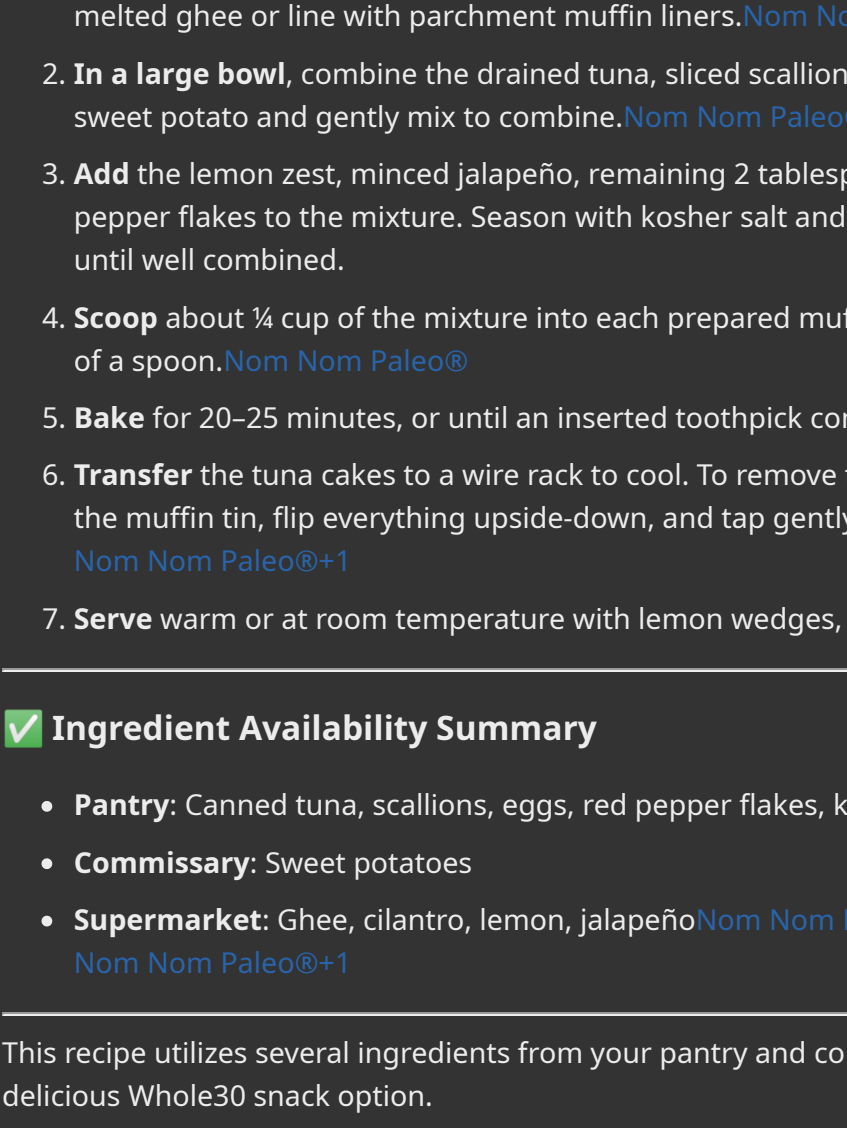 melted ghee or line with parchment muffin liners.Nom
2. In a large bowl, combine the drained tuna, sliced scallion
sweet potato and gently mix to combine.Nom Nom Paleo
3. Add the lemon zest, minced jalapeño, remaining 2
pepper flakes to the mixture. Season with kosher salt and
until well combined.
4. Scoop about ¼ cup of the mixture into each prepared
of a spoon.Nom Nom Paleo®
5. Bake for 20–25 minutes, or until an inserted toothpick
6. Transfer the tuna cakes to a wire rack to cool. To remove
the muffin tin, flip everything upside-down, and tap gently
Nom Nom Paleo®+1
7. Serve warm or at room temperature with lemon wedges,
✅ Ingredient Availability Summary
• Pantry: Canned tuna, scallions, eggs, red pepper flakes,
• Commissary: Sweet potatoes
• Supermarket: Ghee, cilantro, lemon, jalapeñoNom Nom
Nom Nom Paleo®+1
This recipe utilizes several ingredients from your pantry and
delicious Whole30 snack option.